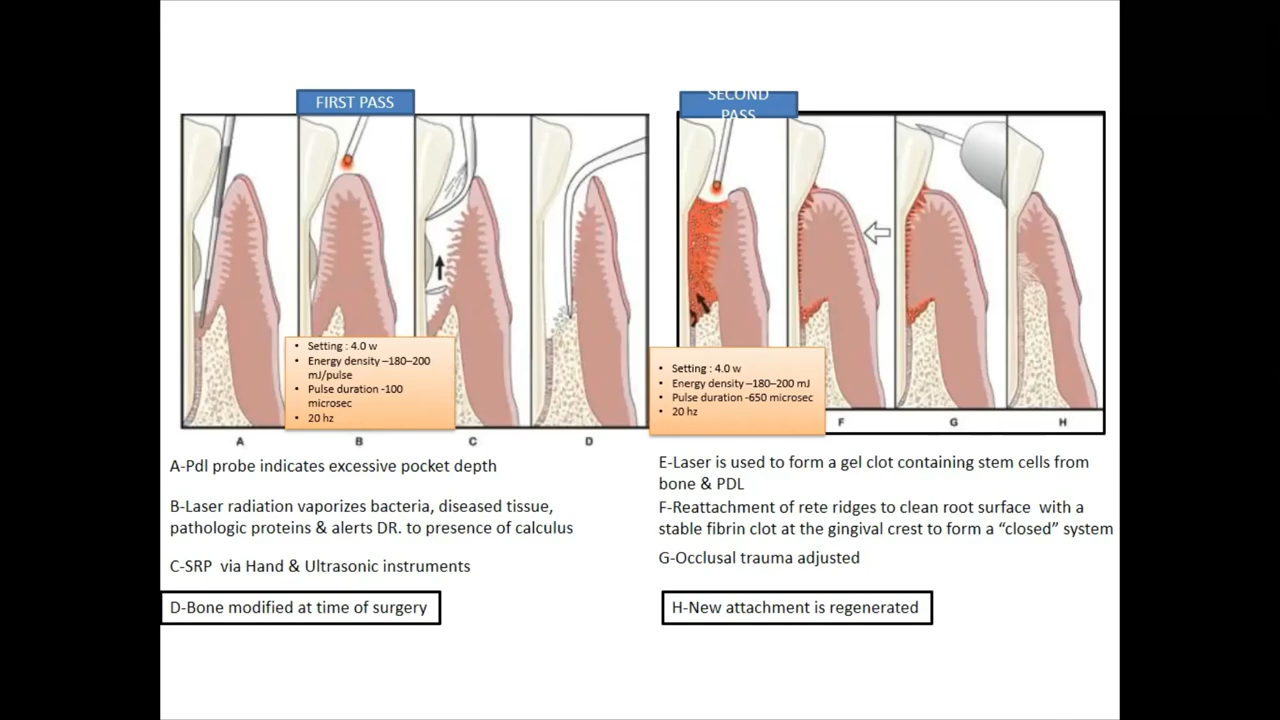 FIRST PASS
SECOND
PASS
• Setting : 4.0 w
• Energy density –180–200
mJ/pulse
• Pulse duration -100
microsec
• 20 hz
• Setting : 4.0 w
• Energy density –180–200 mJ
• Pulse duration -650 microsec
• 20 hz
A B C D
F G H
A-Pdl probe indicates excessive pocket depth
B-Laser radiation vaporizes bacteria, diseased tissue,
pathologic proteins & alerts DR. to presence of calculus
C-SRP via Hand & Ultrasonic instruments
D-Bone modified at time of surgery
E-Laser is used to form a gel clot containing stem cells from
bone & PDL
F-Reattachment of rete ridges to clean root surface with a
stable fibrin clot at the gingival crest to form a “closed” system
G-Occlusal trauma adjusted
H-New attachment is regenerated